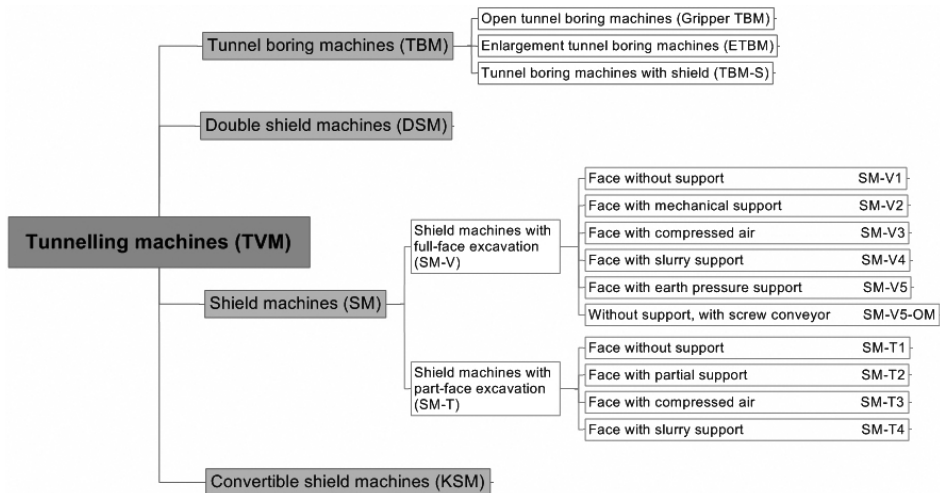 Tunnelling machines (TVM)
Tunnel boring machines (TBM)
Open tunnel boring machines (Gripper TBM)
Enlargement tunnel boring machines (ETBM)
Tunnel boring machines with shield (TBM-S)
Double shield machines (DSM)
Shield machines (SM)
Shield machines with
full-face excavation
(SM-V)
Face without support SM-V1
Face with mechanical support SM-V2
Face with compressed air SM-V3
Face with slurry support SM-V4
Face with earth pressure support SM-V5
Without support, with screw conveyor SM-V5-OM
Shield machines with
part-face excavation
(SM-T)
Face without support SM-T1
Face with partial support SM-T2
Face with compressed air SM-T3
Face with slurry support SM-T4
Convertible shield machines (KSM)